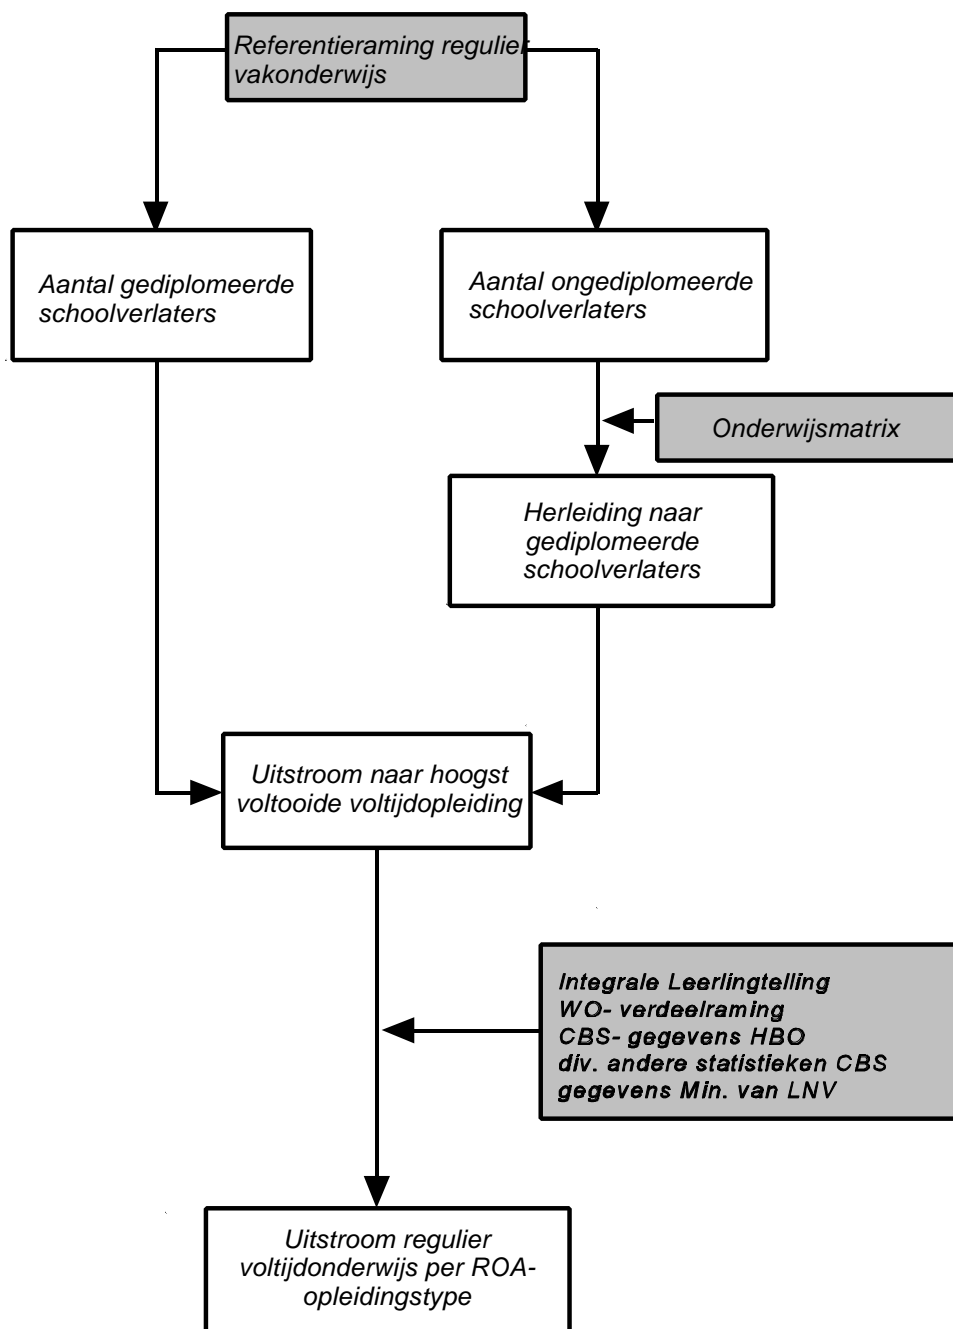 Referentieraming regulier
vakonderwijs
Aantal gediplomeerde
schoolverlaters
Aantal ongediplomeerde
schoolverlaters
Onderwijsmatrix
Herleiding naar
gediplomeerde
schoolverlaters
Uitstroom naar hoogst
voltooide voltijdopleiding
Integrale Leerlingtelling
WO- verdeelraming
CBS- gegevens HBO
div. andere statistieken CBS
gegevens Min. van LNV
Uitstroom regulier
voltijdonderwijs per ROA-
opleidingstype